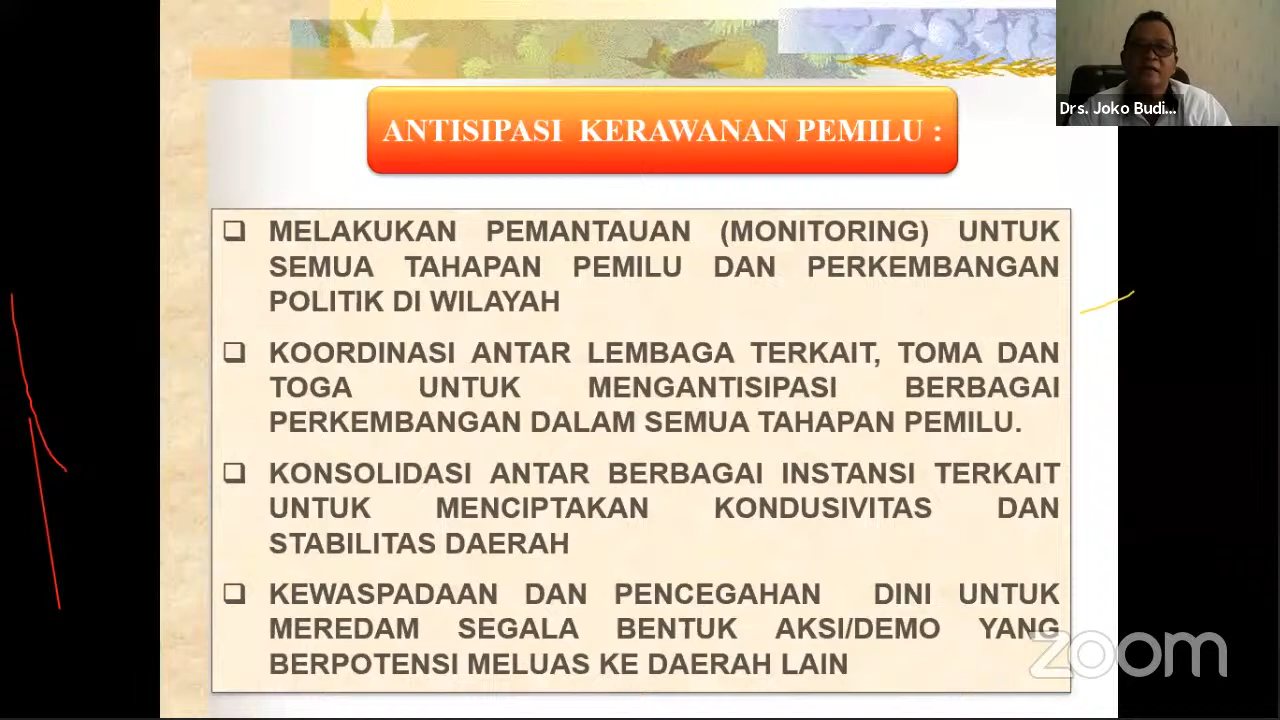 Drs. Joko Budi...
ANTISIPASI KERAWANAN PEMILU :
MELAKUKAN PEMANTAUAN (MONITORING) UNTUK
SEMUA TAHAPAN PEMILU DAN PERKEMBANGAN
POLITIK DI WILAYAH
KOORDINASI ANTAR LEMBAGA TERKAIT, TOMA DAN
TOGA UNTUK MENGANTISIPASI BERBAGAI
PERKEMBANGAN DALAM SEMUA TAHAPAN PEMILU.
KONSOLIDASI ANTAR BERBAGAI INSTANSI TERKAIT
UNTUK MENCIPTAKAN KONDUSIVITAS DAN
STABILITAS DAERAH
KEWASPADAAN DAN PENCEGAHAN DINI UNTUK
MEREDAM SEGALA BENTUK AKSI/DEMO YANG
BERPOTENSI MELUAS KE DAERAH LAIN
zoom